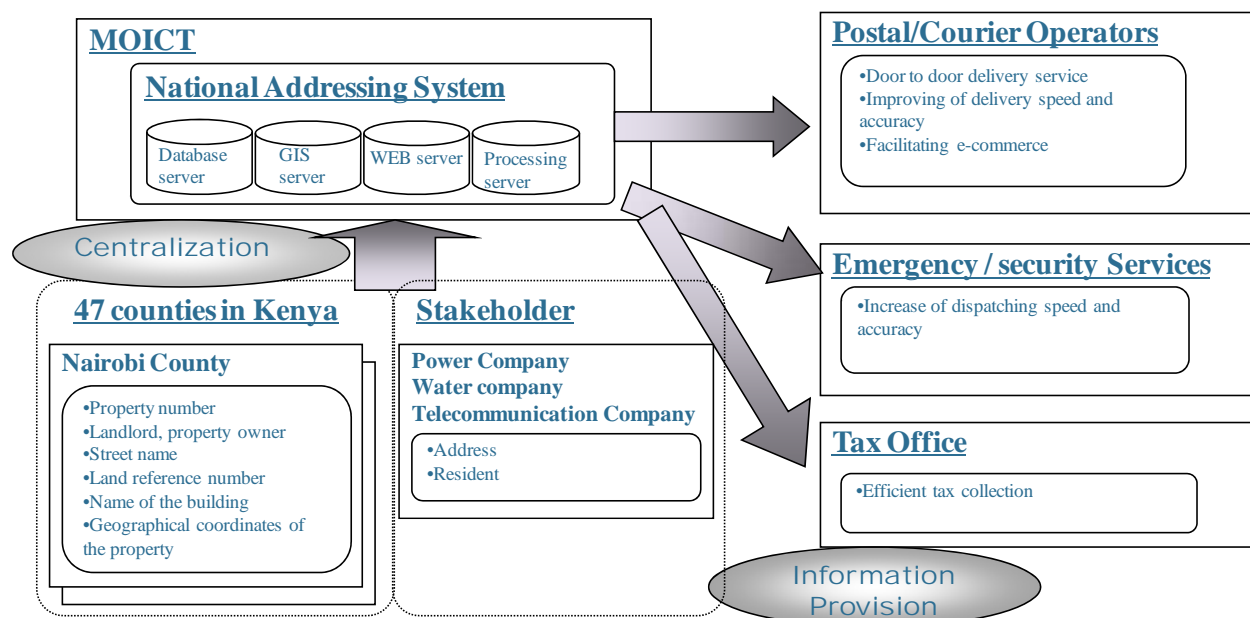 MOICT
National Addressing System
Database
server
GIS
server
WEB server
Processing
server
Centralization
47 counties in Kenya
Nairobi County
•Property number
•Landlord, property owner
•Street name
•Land reference number
•Name of the building
•Geographical coordinates of
the property
Stakeholder
Power Company
Water company
Telecommunication Company
•Address
•Resident
Postal/Courier Operators
•Door to door delivery service
•Improving of delivery speed and
accuracy
•Facilitating e-commerce
Emergency / security Services
•Increase of dispatching speed and
accuracy
Tax Office
•Efficient tax collection
Information
Provision